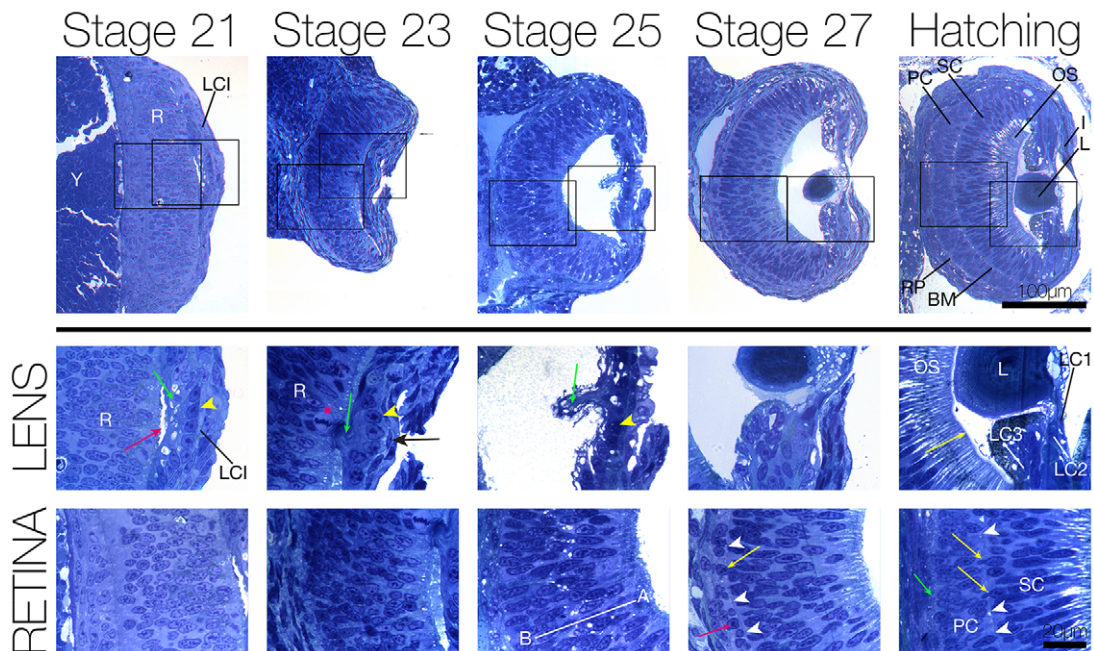 Stage 21 Stage 23 Stage 25 Stage 27 Hatching
LCI
R
Y
PC
SC
OS
I
L
RP
BM
100µm
LENS
R
LCI
R
OS
L
LC1
LC3
LC2
RETINA
A
B
SC
PC
20µm